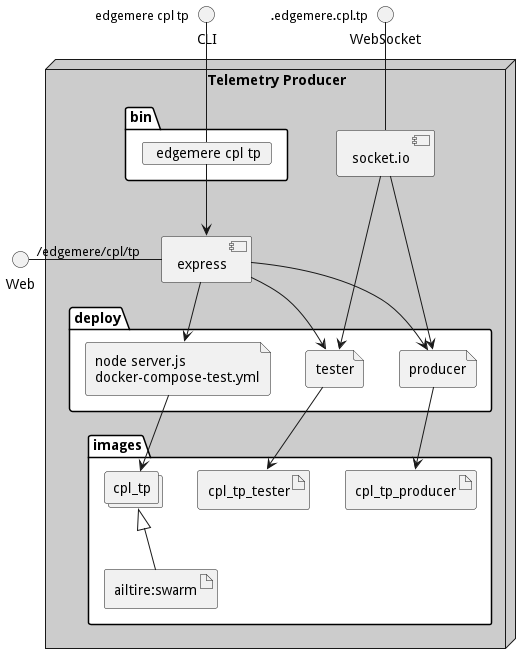 edgemere cpl tp
.edgemere.cpl.tp
CLI
WebSocket
Telemetry Producer
bin
edgemere cpl tp
socket.io
/edgemere/cpl/tp
express
Web
deploy
node server.js
docker-compose-test.yml
tester
producer
images
cpl_tp
cpl_tp_tester
cpl_tp_producer
ailtire:swarm